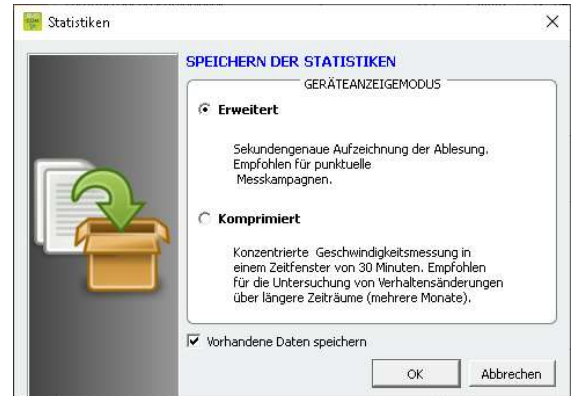 Statistiken
SPEICHERN DER STATISTIKEN
GERÄTEANZEIGEMODUS
Erweitert
Sekundengenaue Aufzeichnung der Ablesung.
Empfohlen für punktuelle
Messkampagnen.
Komprimiert
Konzentrierte Geschwindigkeitsmessung in
einem Zeitfenster von 30 Minuten. Empfohlen
für die Untersuchung von Verhaltensänderungen
über längere Zeiträume (mehrere Monate).
Vorhandene Daten speichern
OK
Abbrechen